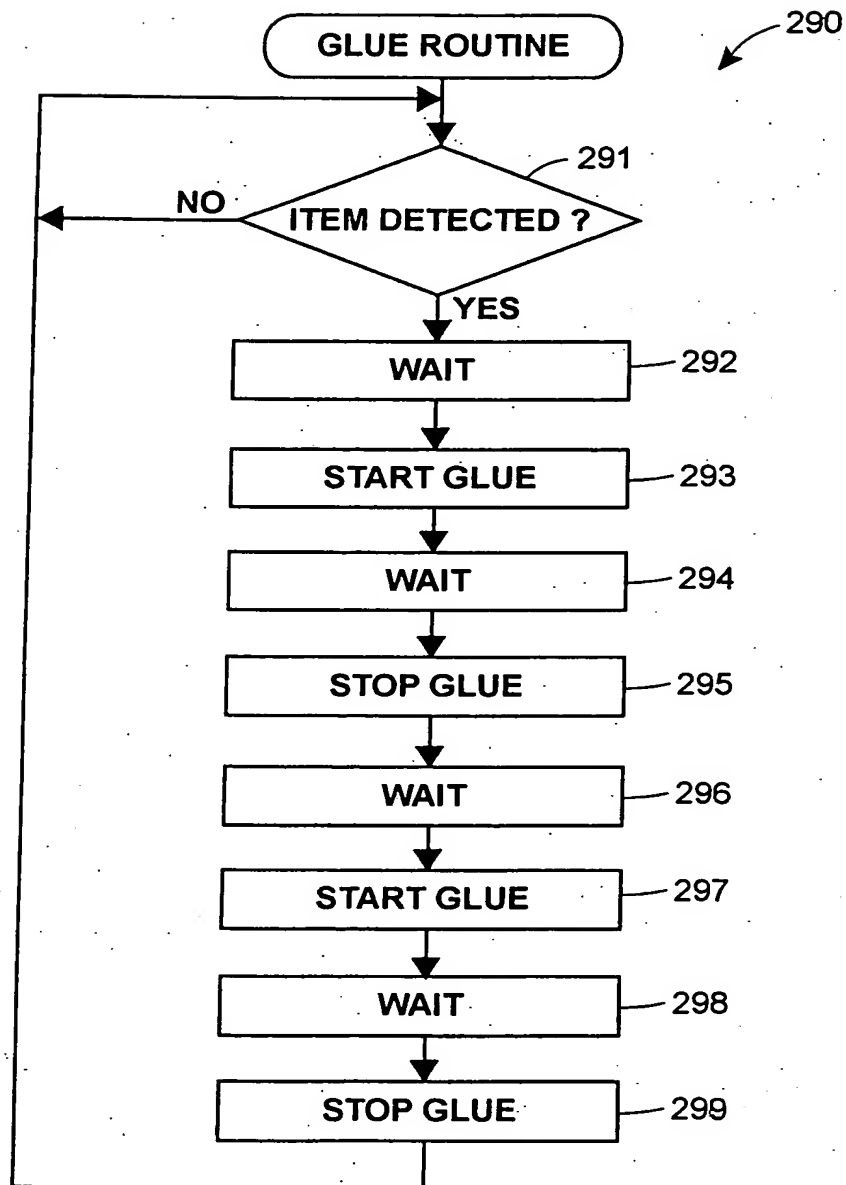 290
GLUE ROUTINE
291
ITEM DETECTED ?
NO
YES
WAIT 292
START GLUE 293
WAIT 294
STOP GLUE 295
WAIT 296
START GLUE 297
WAIT 298
STOP GLUE 299